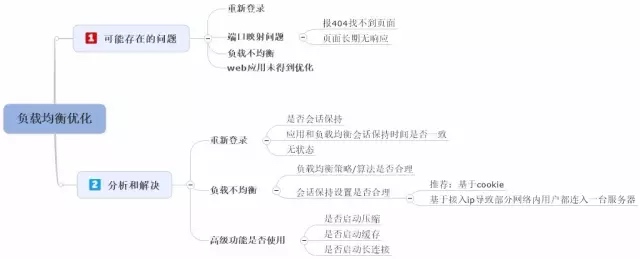 负载均衡优化
1 可能存在的问题
重新登录
端口映射问题
报404找不到页面
页面长期无响应
负载不均衡
web应用未得到优化
2 分析和解决
重新登录
是否会话保持
应用和负载均衡会话保持时间是否一致
无状态
负载不均衡
负载均衡策略/算法是否合理
会话保持设置是否合理
推荐：基于cookie
基于接入ip导致部分网络内用户都连入一台服务器
高级功能是否使用
是否启动压缩
是否启动缓存
是否启动长连接